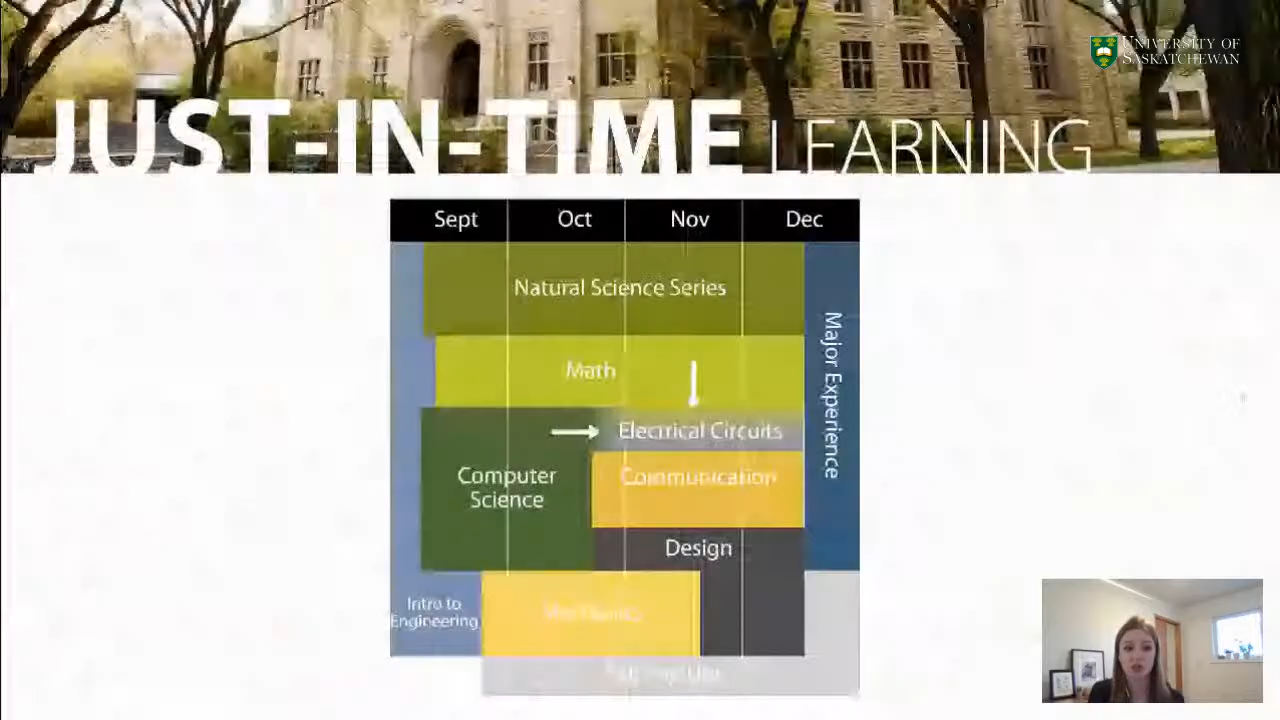 UNIVERSITY OF
SASKATCHEWAN
JUST-IN-TIME LEARNING
Sept Oct Nov Dec
Natural Science Series
Major Experience
Math
Electrical Circuits
Computer
Science
Communication
Design
Intro to
Engineering